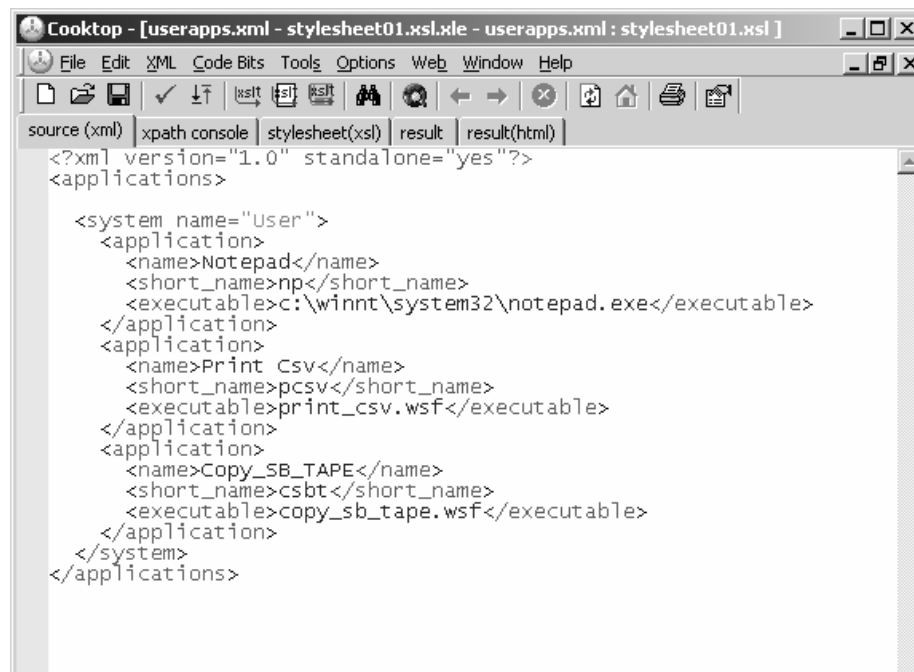 Cooktop - [userapps.xml - stylesheet01.xsl.xle - userapps.xml : stylesheet01.xsl ]
File Edit XML Code Bits Tools Options Web Window Help
xslt xslt xslt
source (xml) xpath console stylesheet(xsl) result result(html)
<?xml version="1.0" standalone="yes"?>
<applications>
<system name="User">
<application>
<name>Notepad</name>
<short_name>np</short_name>
<executable>c:\winnt\system32\notepad.exe</executable>
</application>
<application>
<name>Print Csv</name>
<short_name>pcsv</short_name>
<executable>print_csv.wsf</executable>
</application>
<application>
<name>Copy_SB_TAPE</name>
<short_name>csbt</short_name>
<executable>copy_sb_tape.wsf</executable>
</application>
</system>
</applications>